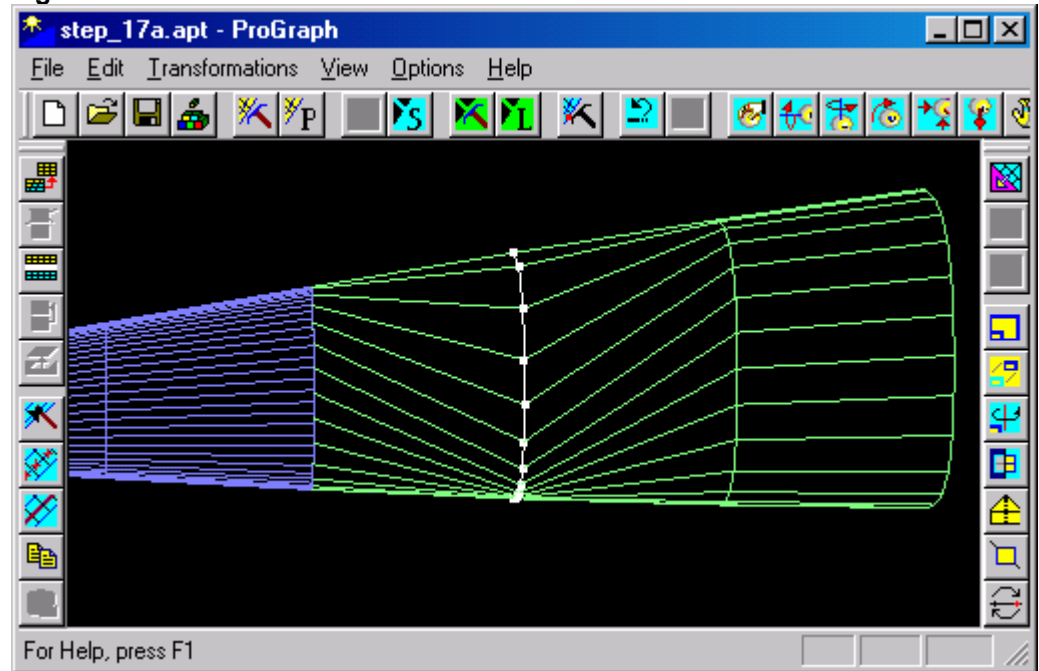 step_17a.apt - ProGraph
File Edit Transformations View Options Help
P S L
For Help, press F1